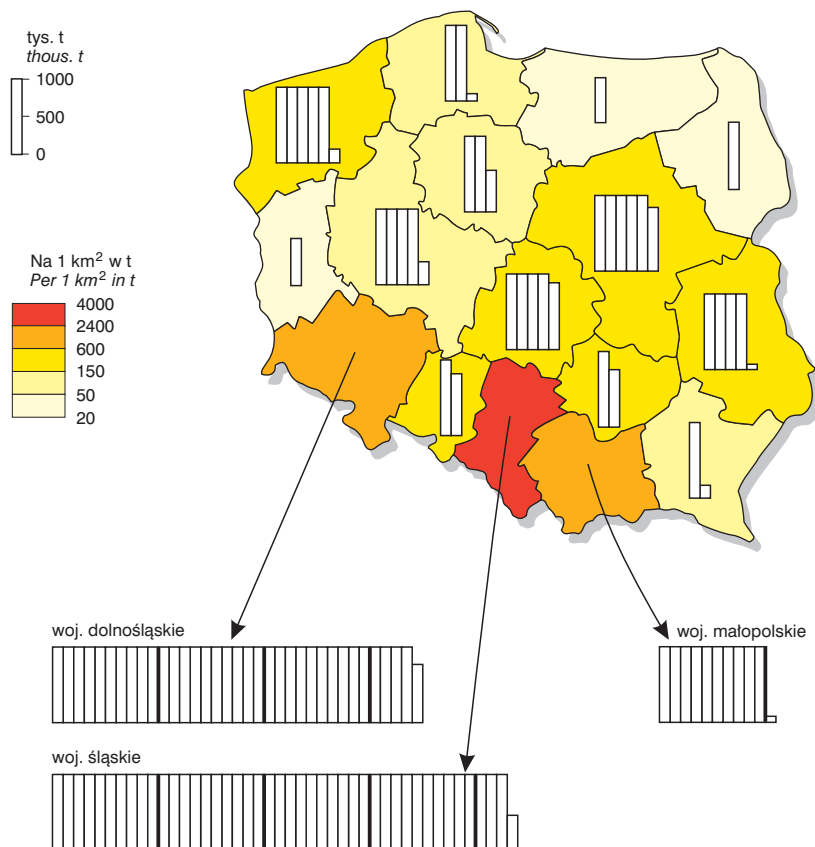 tys. t
thous. t
1000
500
0
Na 1 km² w t
Per 1 km² in t
4000
2400
600
150
50
20
woj. dolnośląskie
woj. małopolskie
woj. śląskie